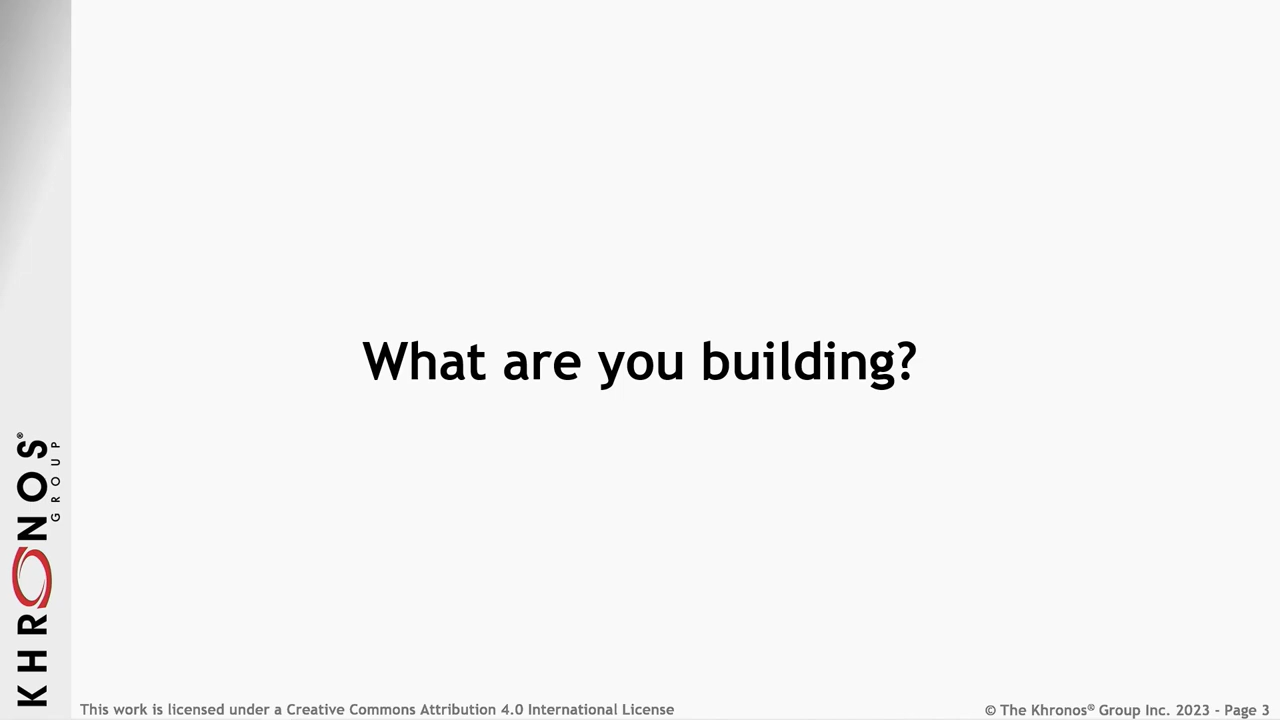 What are you building?
KHRONOS®
GROUP
This work is licensed under a Creative Commons Attribution 4.0 International License
© The Khronos® Group Inc. 2023 - Page 3